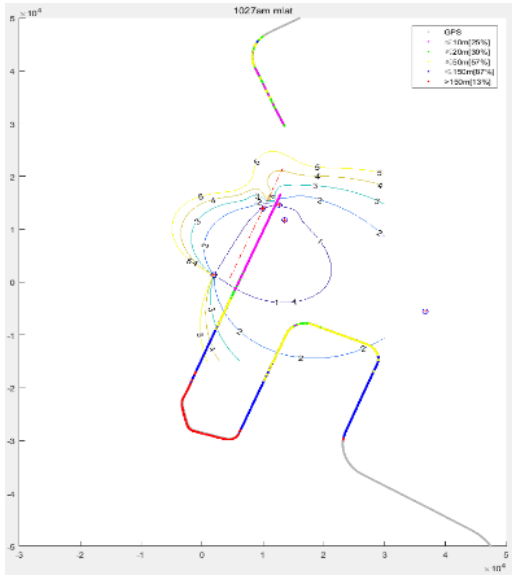 1027am mlat
×10⁴
GPS
≤10m[25%]
≤20m[30%]
≤50m[57%]
≤150m[87%]
>150m[13%]
5
4
3
2
1
0
-1
-2
-3
-4
-5
-3 -2 -1 0 1 2 3 4 5
×10⁴